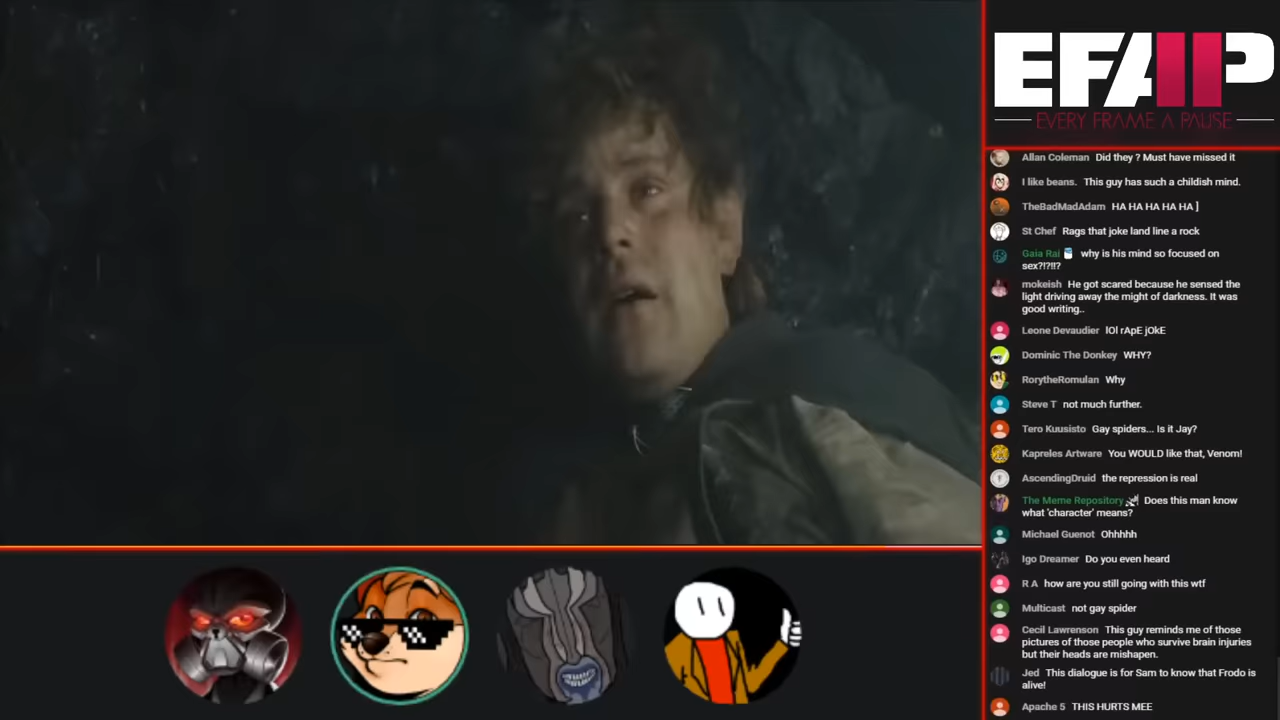 EFAP
EVERY FRAME A PAUSE
Allan Coleman Did they ? Must have missed it
I like beans. This guy has such a childish mind.
TheBadMadAdam HA HA HA HA HA ]
St Chef Rags that joke land line a rock
Gaia Rai why is his mind so focused on
sex?!?!!?
mokeish He got scared because he sensed the
light driving away the might of darkness. It was
good writing..
Leone Devaudier lOl rApE jOkE
Dominic The Donkey WHY?
RorytheRomulan Why
Steve T not much further.
Tero Kuusisto Gay spiders... Is it Jay?
Kapreles Artware You WOULD like that, Venom!
AscendingDruid the repression is real
The Meme Repository Does this man know
what 'character' means?
Michael Guenot Ohhhhh
Igo Dreamer Do you even heard
R A how are you still going with this wtf
Multicast not gay spider
Cecil Lawrenson This guy reminds me of those
pictures of those people who survive brain injuries
but their heads are mishapen.
Jed This dialogue is for Sam to know that Frodo is
alive!
Apache 5 THIS HURTS MEE